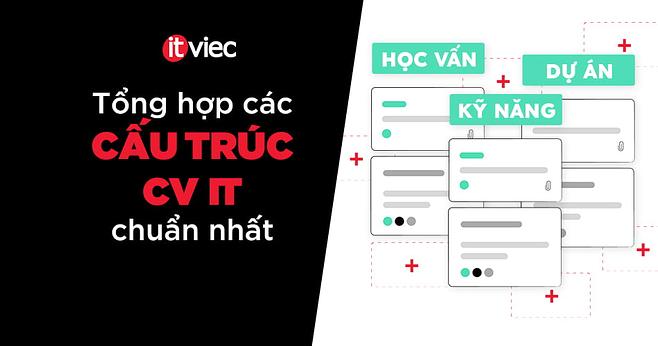 itviec
Tổng hợp các
CẤU TRÚC
CV IT
chuẩn nhất
HỌC VẤN
DỰ ÁN
KỸ NĂNG